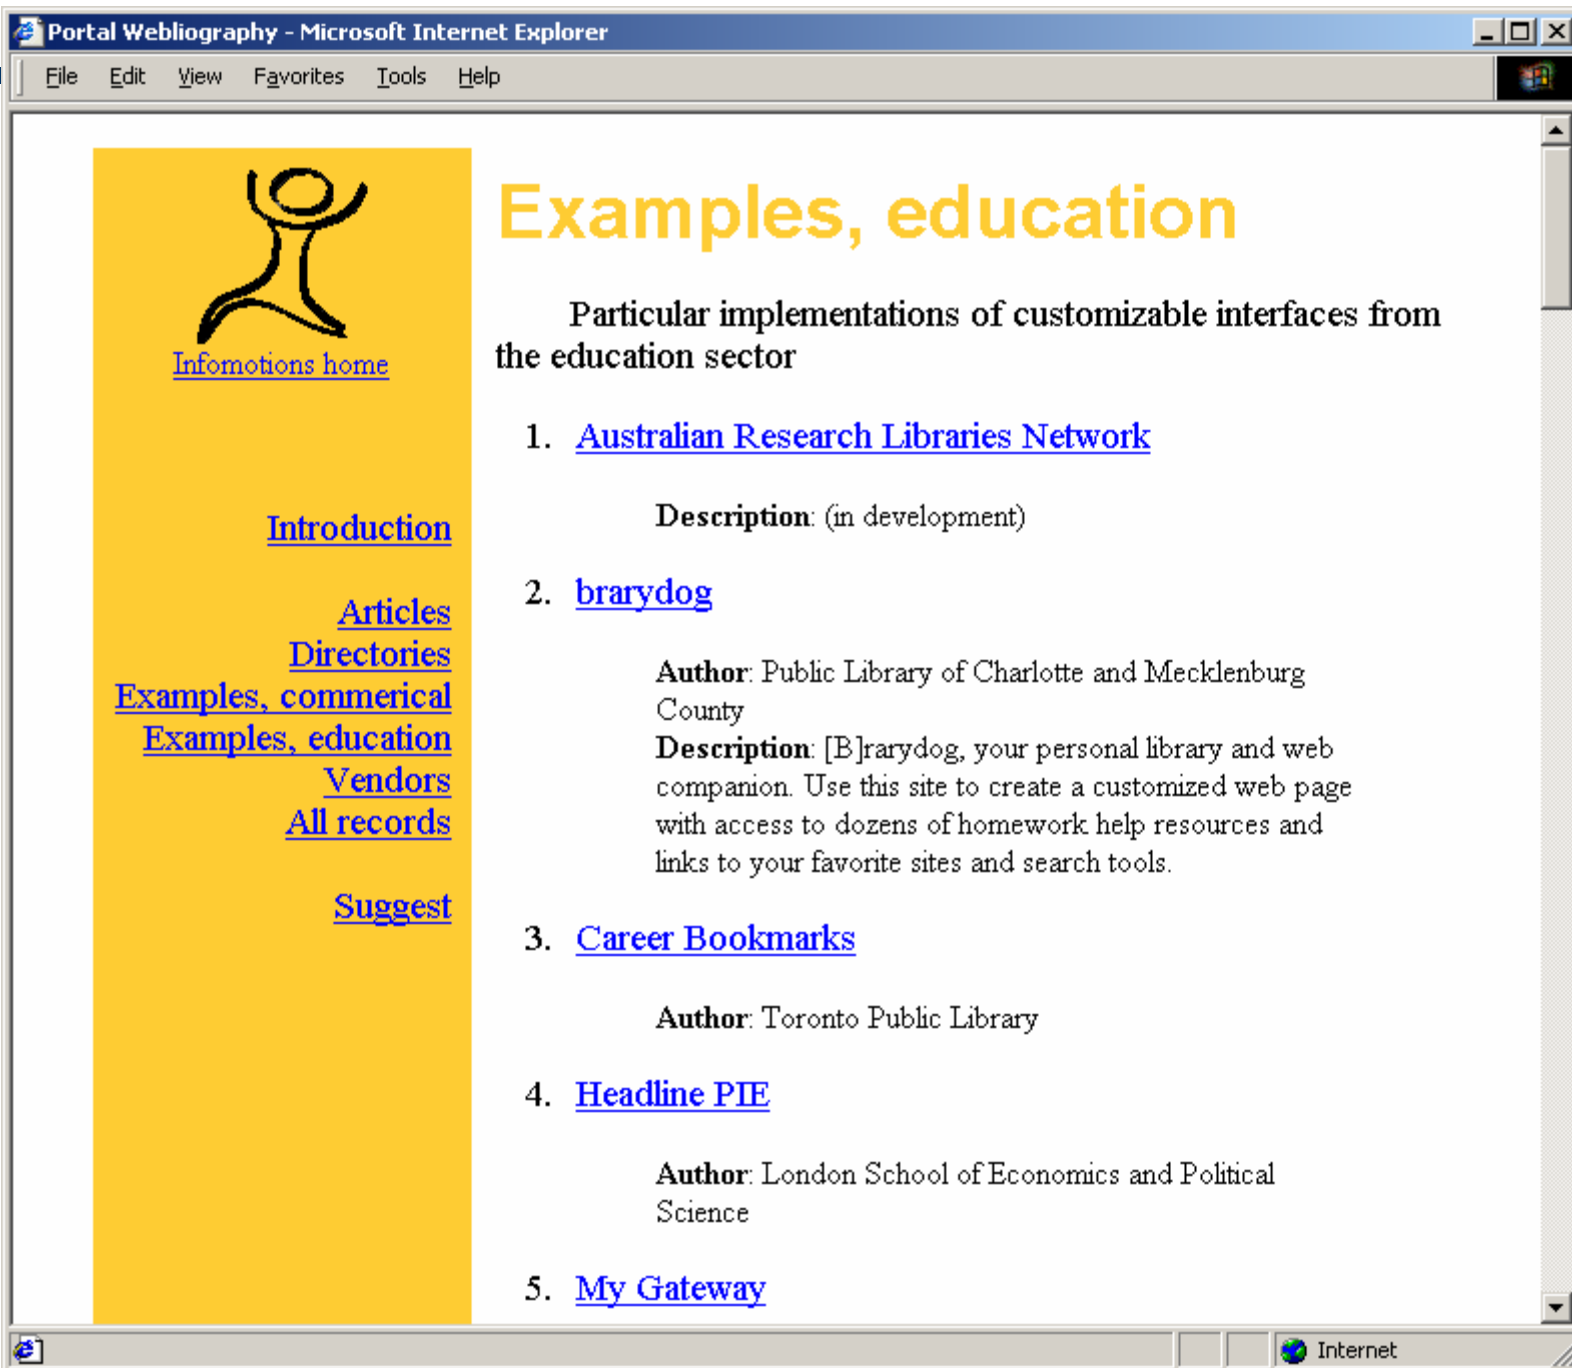 Portal Webliography - Microsoft Internet Explorer
File Edit View Favorites Tools Help
Infomotions home
Introduction
Articles
Directories
Examples, commerical
Examples, education
Vendors
All records
Suggest
Examples, education
Particular implementations of customizable interfaces from
the education sector
1. Australian Research Libraries Network
Description: (in development)
2. brarydog
Author: Public Library of Charlotte and Mecklenburg
County
Description: [B]rarydog, your personal library and web
companion. Use this site to create a customized web page
with access to dozens of homework help resources and
links to your favorite sites and search tools.
3. Career Bookmarks
Author: Toronto Public Library
4. Headline PIE
Author: London School of Economics and Political
Science
5. My Gateway
Internet